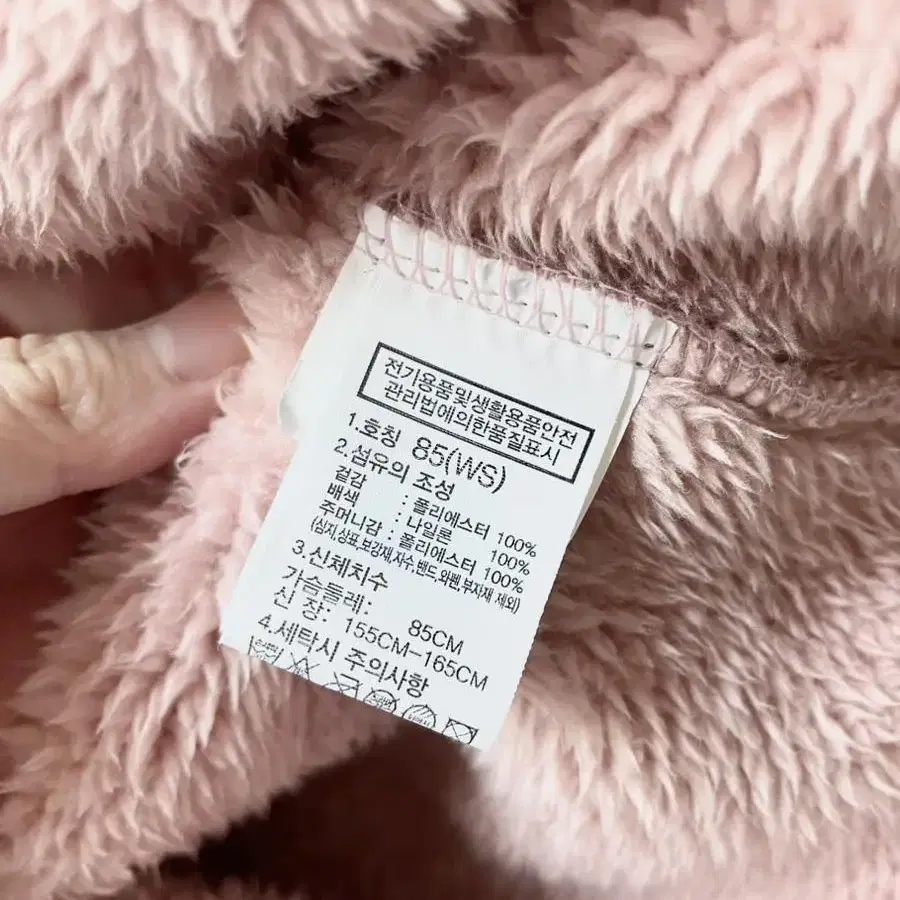 전기용품및생활용품안전
관리법에의한품질표시
1.호칭 85(WS)
2.섬유의 조성
겉감 : 폴리에스터 100%
배색 : 나일론 100%
주머니감 : 폴리에스터 100%
(심지,상표,보강재,자수,밴드,와펜,부자재 제외)
3.신체치수
가슴둘레: 85CM
신 장: 155CM-165CM
4.세탁시 주의사항